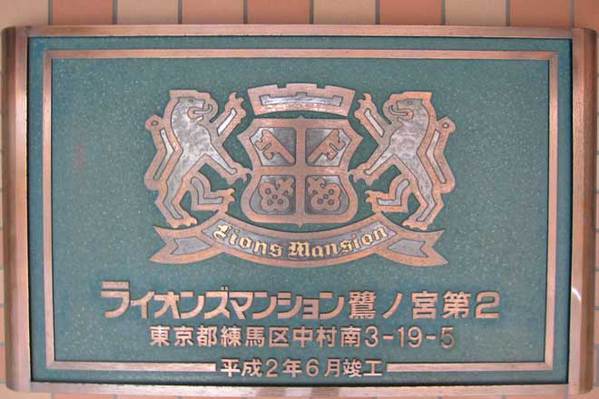 Lions Mansion
ライオンズマンション鷺ノ宮第2
東京都練馬区中村南3-19-5
平成2年6月竣工